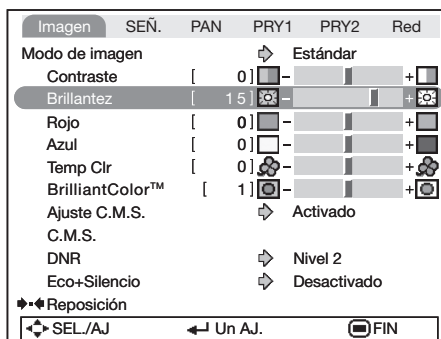 Imagen SEÑ. PAN PRY1 PRY2 Red
Modo de imagen Estándar
Contraste [ 0 ] - +
Brillantez [ 15 ] - +
Rojo [ 0 ] - +
Azul [ 0 ] - +
Temp Clr [ 0 ] - +
BrilliantColor™ [ 1 ] - +
Ajuste C.M.S. Activado
C.M.S.
DNR Nivel 2
Eco+Silencio Desactivado
Reposición
SEL./AJ Un AJ. FIN